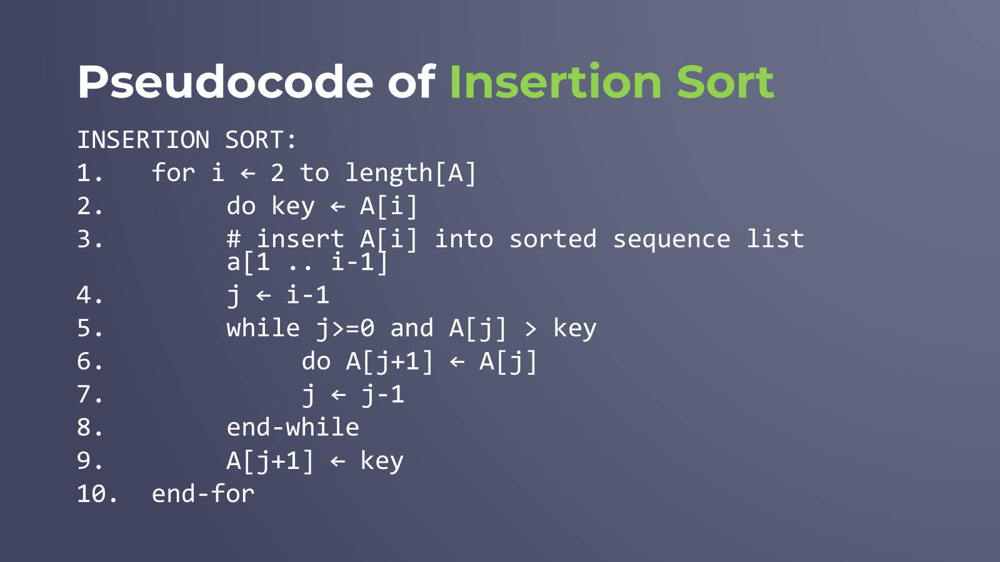 Pseudocode of Insertion Sort
INSERTION SORT:
1. for i ← 2 to length[A]
2. do key ← A[i]
3. # insert A[i] into sorted sequence list
a[1 .. i-1]
4. j ← i-1
5. while j>=0 and A[j] > key
6. do A[j+1] ← A[j]
7. j ← j-1
8. end-while
9. A[j+1] ← key
10. end-for